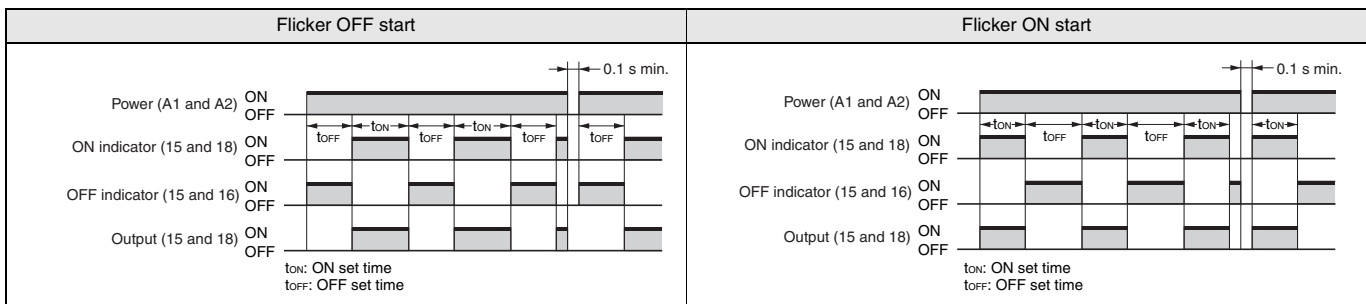 Flicker OFF start
0.1 s min.
Power (A1 and A2) ON
OFF
tOFF tON tOFF tON tOFF tOFF
ON indicator (15 and 18) ON
OFF
OFF indicator (15 and 16) ON
OFF
Output (15 and 18) ON
OFF
tON: ON set time
tOFF: OFF set time
Flicker ON start
0.1 s min.
Power (A1 and A2) ON
OFF
tON tOFF tON tOFF tON tON
ON indicator (15 and 18) ON
OFF
OFF indicator (15 and 16) ON
OFF
Output (15 and 18) ON
OFF
tON: ON set time
tOFF: OFF set time